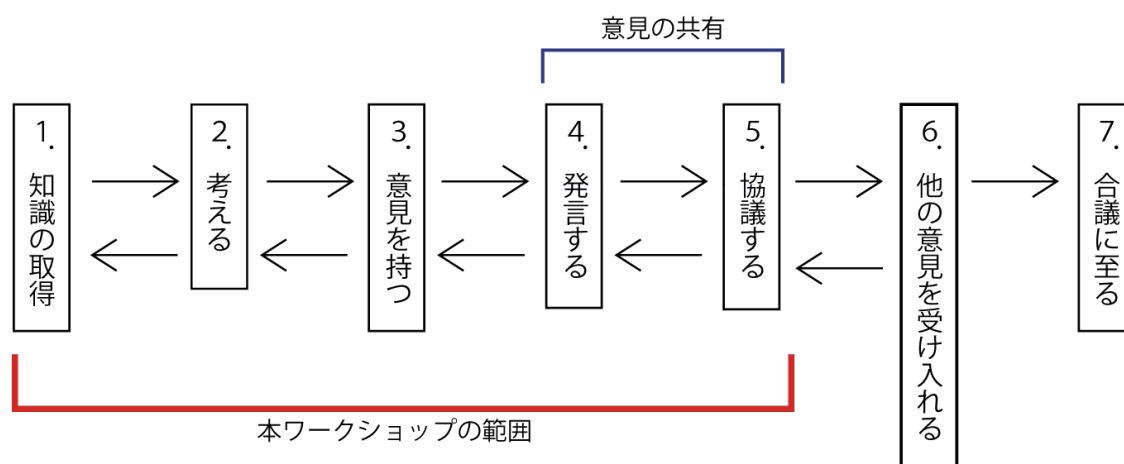 意見の共有
1. 知識の取得
2. 考える
3. 意見を持つ
4. 発言する
5. 協議する
6. 他の意見を受け入れる
7. 合議に至る
本ワークショップの範囲